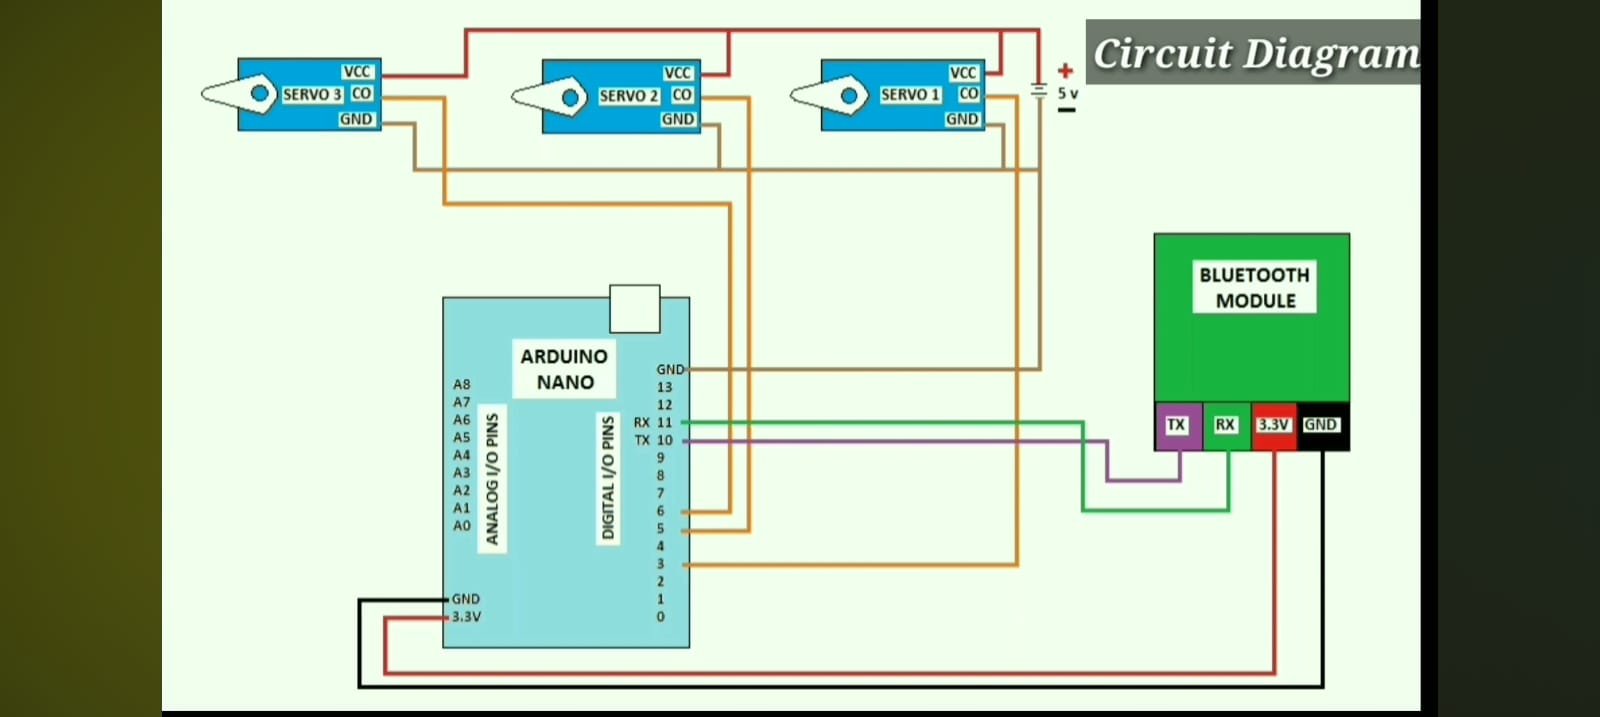 Circuit Diagram
VCC
SERVO 3 CO
GND
VCC
SERVO 2 CO
GND
VCC
SERVO 1 CO
GND
+
5 v
−
BLUETOOTH
MODULE
TX RX 3.3V GND
ARDUINO
NANO
A8
A7
A6
A5
A4
A3
A2
A1
A0
ANALOG I/O PINS
GND
3.3V
DIGITAL I/O PINS
GND
13
12
RX 11
TX 10
9
8
7
6
5
4
3
2
1
0